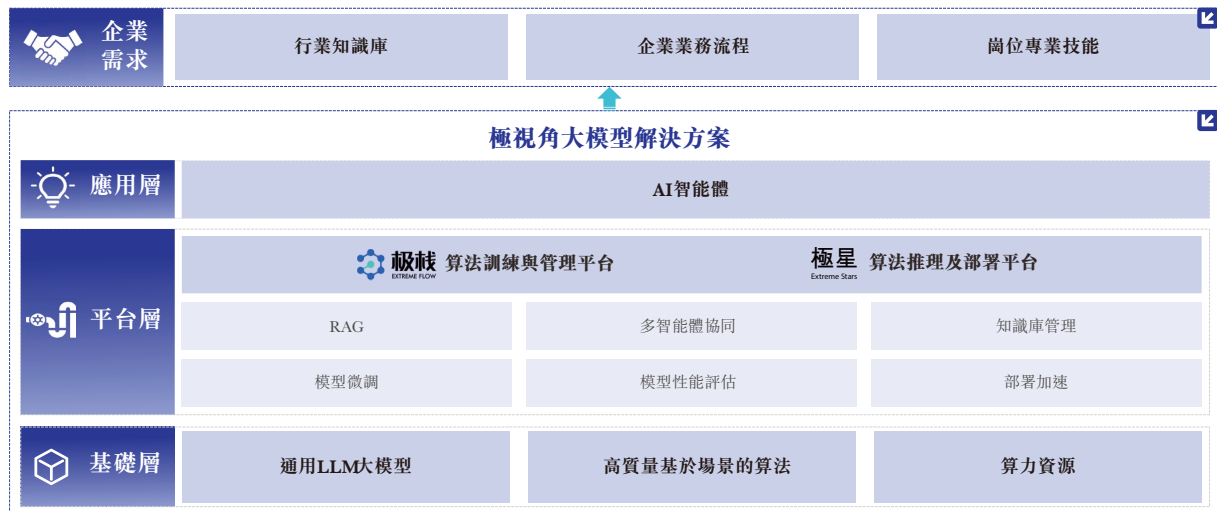 企業
需求
行業知識庫
企業業務流程
崗位專業技能
極視角大模型解決方案
應用層
AI智能體
平台層
极栈
EXTREME FLOW
算法訓練與管理平台
極星
Extreme Stars
算法推理及部署平台
RAG
多智能體協同
知識庫管理
模型微調
模型性能評估
部署加速
基礎層
通用LLM大模型
高質量基於場景的算法
算力資源